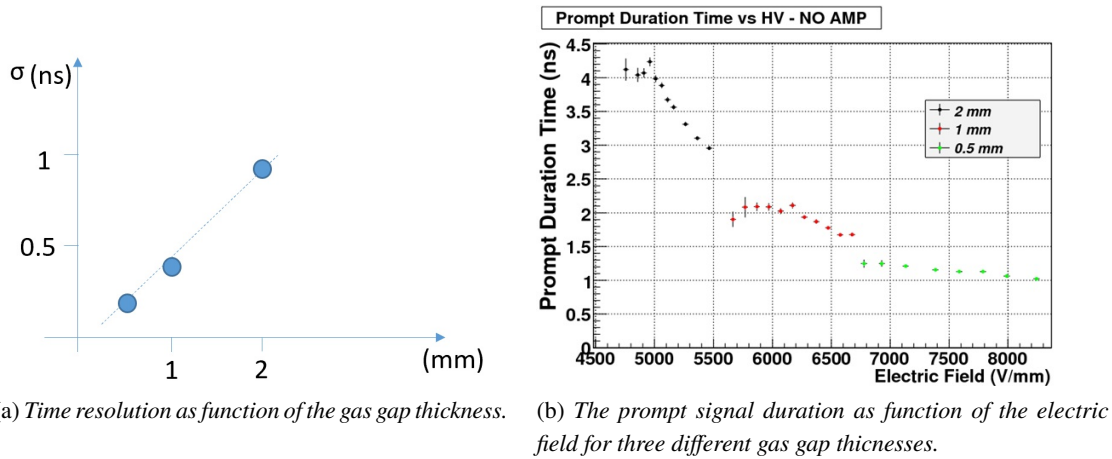 σ (ns)
1
0.5
1
2
(mm)
(a) Time resolution as function of the gas gap thickness.
Prompt Duration Time vs HV - NO AMP
Prompt Duration Time (ns)
4.5
4
3.5
3
2.5
2
1.5
1
0.5
0
2 mm
1 mm
0.5 mm
4500 5000 5500 6000 6500 7000 7500 8000
Electric Field (V/mm)
(b) The prompt signal duration as function of the electric
field for three different gas gap thicnesses.